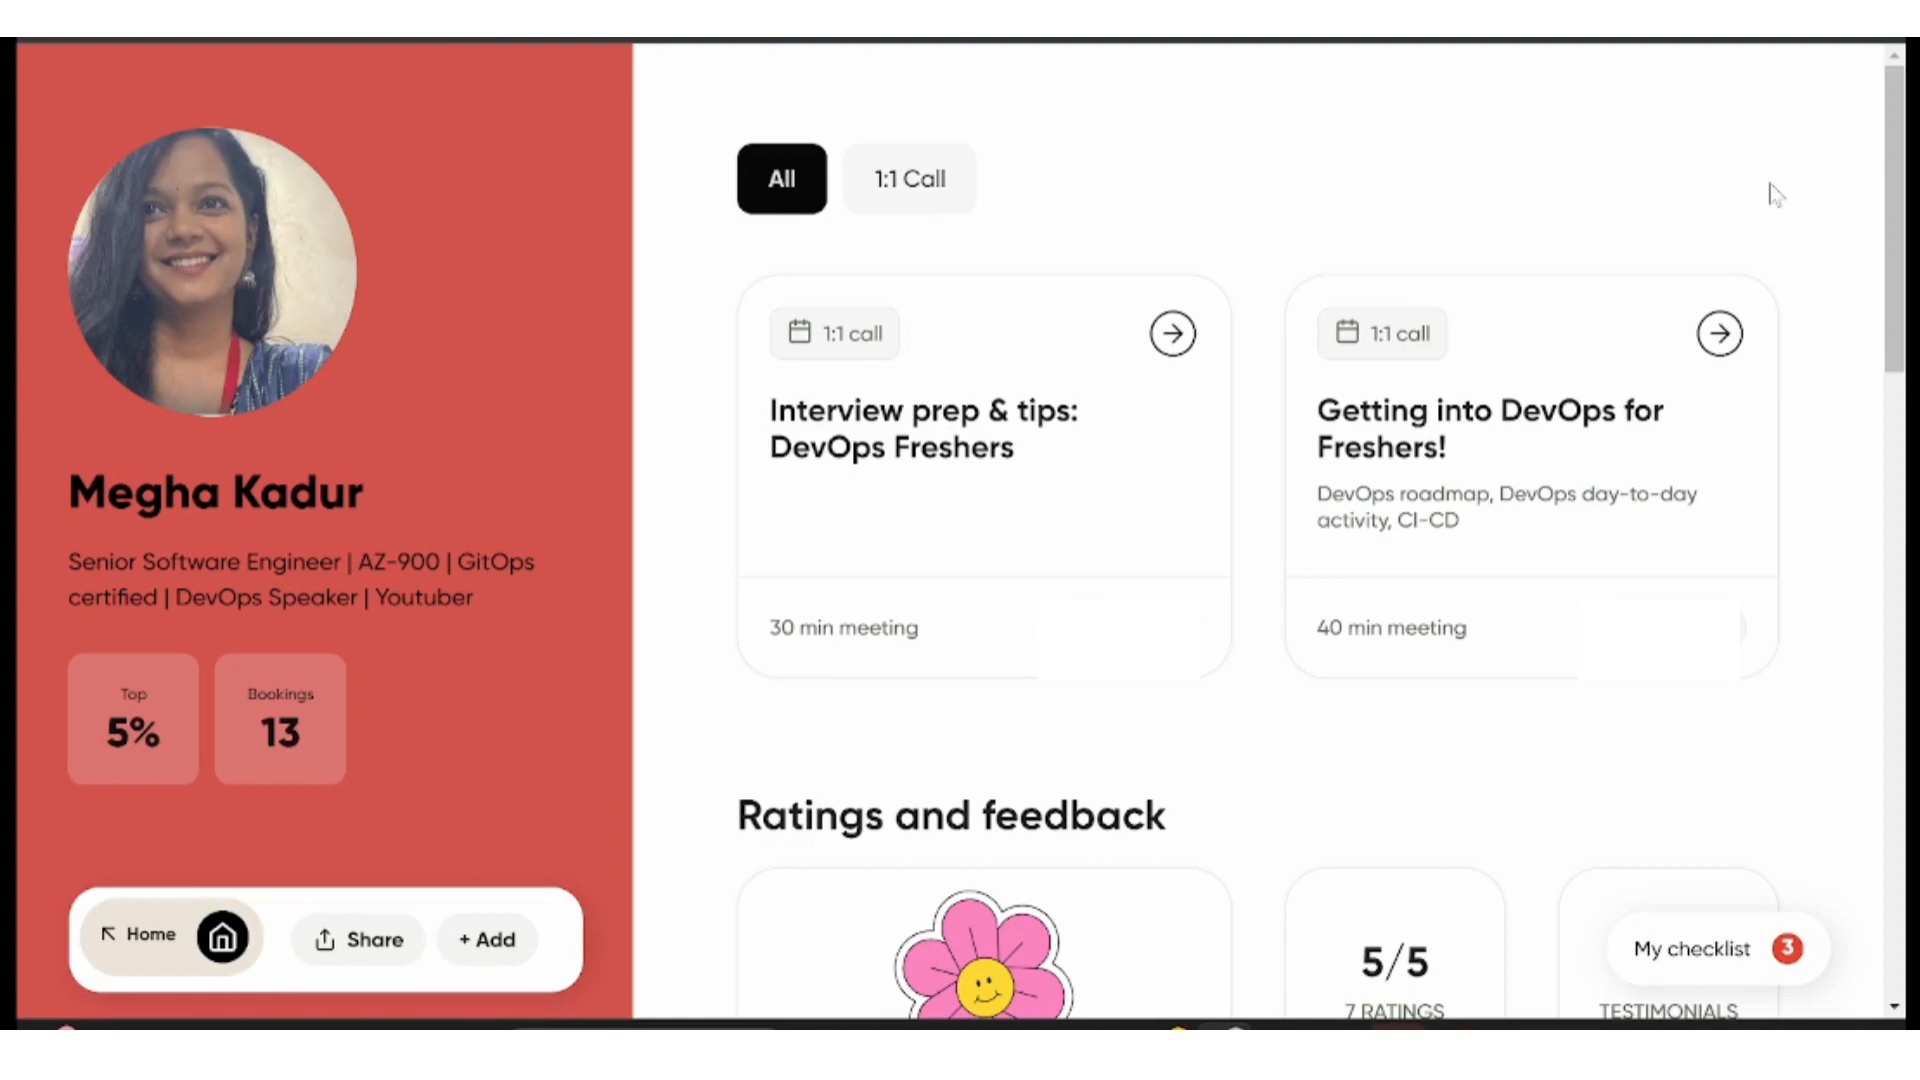 Megha Kadur
Senior Software Engineer | AZ-900 | GitOps
certified | DevOps Speaker | Youtuber
Top
5%
Bookings
13
Home
Share
+ Add
All
1:1 Call
1:1 call
Interview prep & tips:
DevOps Freshers
30 min meeting
1:1 call
Getting into DevOps for
Freshers!
DevOps roadmap, DevOps day-to-day
activity, CI-CD
40 min meeting
Ratings and feedback
5/5
7 RATINGS
TESTIMONIALS
My checklist
3